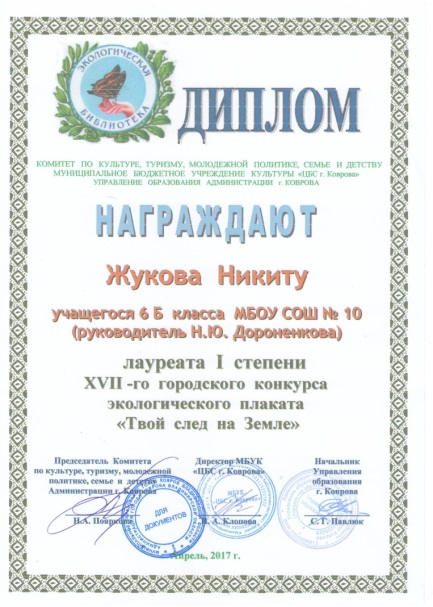 ЭКОЛОГИЧЕСКАЯ
БИБЛИОТЕКА
ДИПЛОМ
КОМИТЕТ ПО КУЛЬТУРЕ, ТУРИЗМУ, МОЛОДЕЖНОЙ ПОЛИТИКЕ, СЕМЬЕ И ДЕТСТВУ
МУНИЦИПАЛЬНОЕ БЮДЖЕТНОЕ УЧРЕЖДЕНИЕ КУЛЬТУРЫ «ЦБС г. Коврова»
УПРАВЛЕНИЕ ОБРАЗОВАНИЯ АДМИНИСТРАЦИИ г. КОВРОВА
НАГРАЖДАЮТ
Жукова Никиту
учащегося 6 Б класса МБОУ СОШ № 10
(руководитель Н.Ю. Дороненкова)
лауреата I степени
XVII -го городского конкурса
экологического плаката
«Твой след на Земле»
Председатель Комитета
по культуре, туризму, молодежной
политике, семье и детству
Администрации г. Коврова
И.А. Пояркова
Директор МБУК
«ЦБС г. Коврова»
И. А. Клопова
Начальник
Управления
образования
г. Коврова
С. Г. Павлюк
ДЛЯ
ДОКУМЕНТОВ
Апрель, 2017 г.